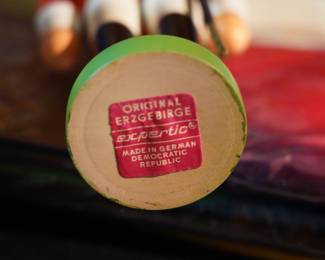 ORIGINAL
ERZGEBIRGE
expertic®
MADE IN GERMAN
DEMOCRATIC
REPUBLIC